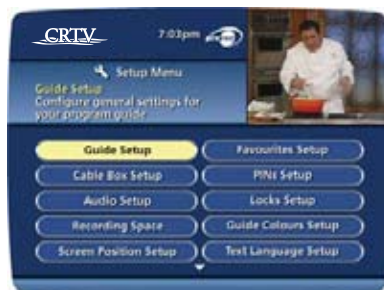 CRTV
7:03pm
Setup Menu
Guide Setup
Configure general settings for
your program guide
Guide Setup
Favourites Setup
Cable Box Setup
PINs Setup
Audio Setup
Locks Setup
Recording Space
Guide Colours Setup
Screen Position Setup
Text Language Setup